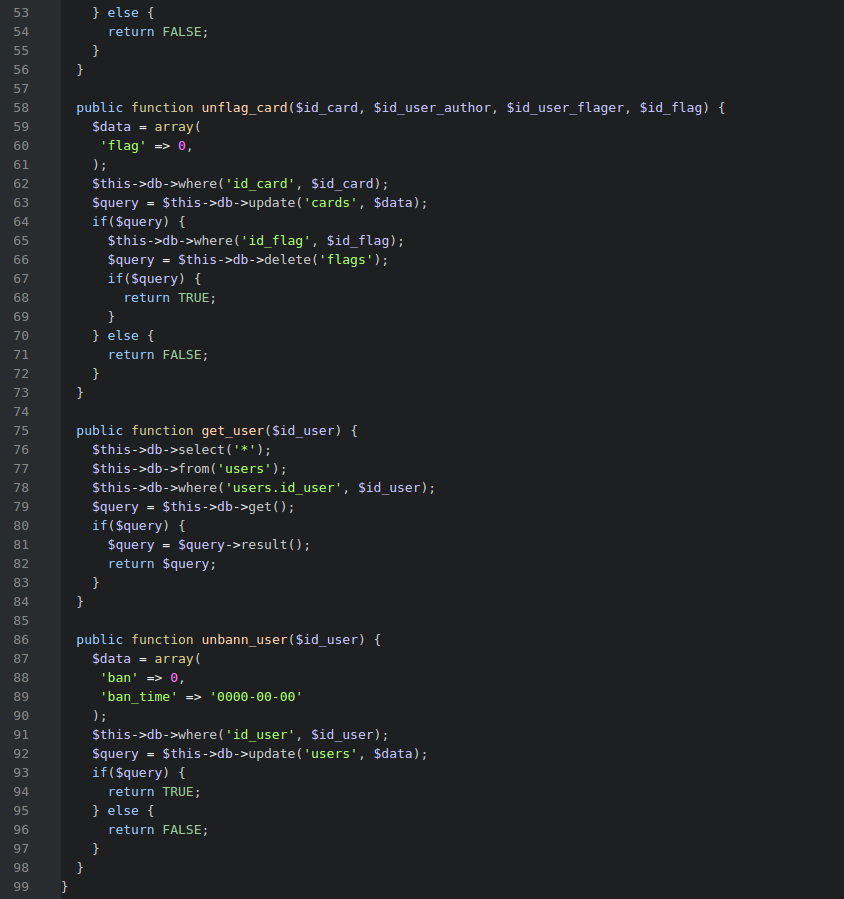 53 } else {
54 return FALSE;
55 }
56 }
57
58 public function unflag_card($id_card, $id_user_author, $id_user_flager, $id_flag) {
59 $data = array(
60 'flag' => 0,
61 );
62 $this->db->where('id_card', $id_card);
63 $query = $this->db->update('cards', $data);
64 if($query) {
65 $this->db->where('id_flag', $id_flag);
66 $query = $this->db->delete('flags');
67 if($query) {
68 return TRUE;
69 }
70 } else {
71 return FALSE;
72 }
73 }
74
75 public function get_user($id_user) {
76 $this->db->select('*');
77 $this->db->from('users');
78 $this->db->where('users.id_user', $id_user);
79 $query = $this->db->get();
80 if($query) {
81 $query = $query->result();
82 return $query;
83 }
84 }
85
86 public function unbann_user($id_user) {
87 $data = array(
88 'ban' => 0,
89 'ban_time' => '0000-00-00'
90 );
91 $this->db->where('id_user', $id_user);
92 $query = $this->db->update('users', $data);
93 if($query) {
94 return TRUE;
95 } else {
96 return FALSE;
97 }
98 }
99 }